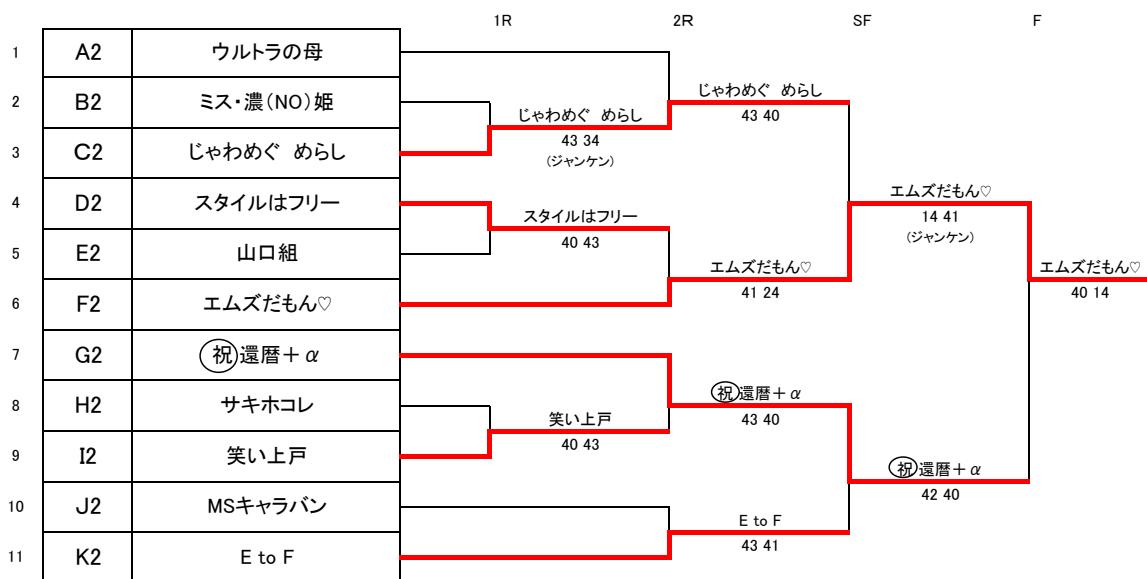 1R 2R SF F
1 A2 ウルトラの母
2 B2 ミス・濃(NO)姫
じゃわめぐ めらし
43 40
じゃわめぐ めらし
43 34
(ジャンケン)
3 C2 じゃわめぐ めらし
4 D2 スタイルはフリー
エムズだもん♡
14 41
(ジャンケン)
スタイルはフリー
40 43
5 E2 山口組
エムズだもん♡
41 24
エムズだもん♡
40 14
6 F2 エムズだもん♡
7 G2 ㊗還暦+α
㊗還暦+α
43 40
8 H2 サキホコレ
笑い上戸
40 43
9 I2 笑い上戸
㊗還暦+α
42 40
10 J2 MSキャラバン
E to F
43 41
11 K2 E to F